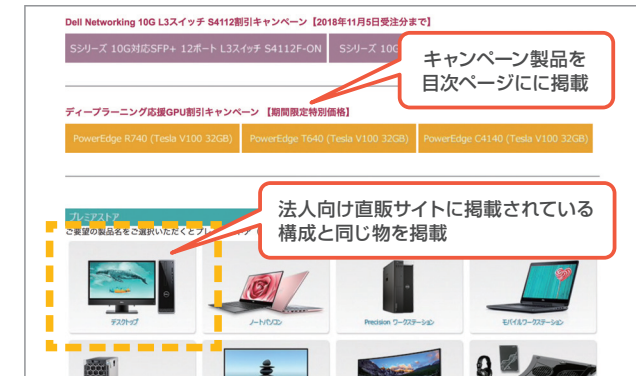 Dell Networking 10G L3スイッチ S4112割引キャンペーン【2018年11月5日受注分まで】
Sシリーズ 10G対応SFP+ 12ポート L3スイッチ S4112F-ON
Sシリーズ 10G
キャンペーン製品を
目次ページにに掲載
ディープラーニング応援GPU割引キャンペーン 【期間限定特別価格】
PowerEdge R740 (Tesla V100 32GB)
PowerEdge T640 (Tesla V100 32GB)
PowerEdge C4140 (Tesla V100 32GB)
法人向け直販サイトに掲載されている
構成と同じ物を掲載
プレミアストア
ご要望の製品名をご選択いただくとプレ
デスクトップ
ノートパソコン
Precision ワークステーション
モバイルワークステーション